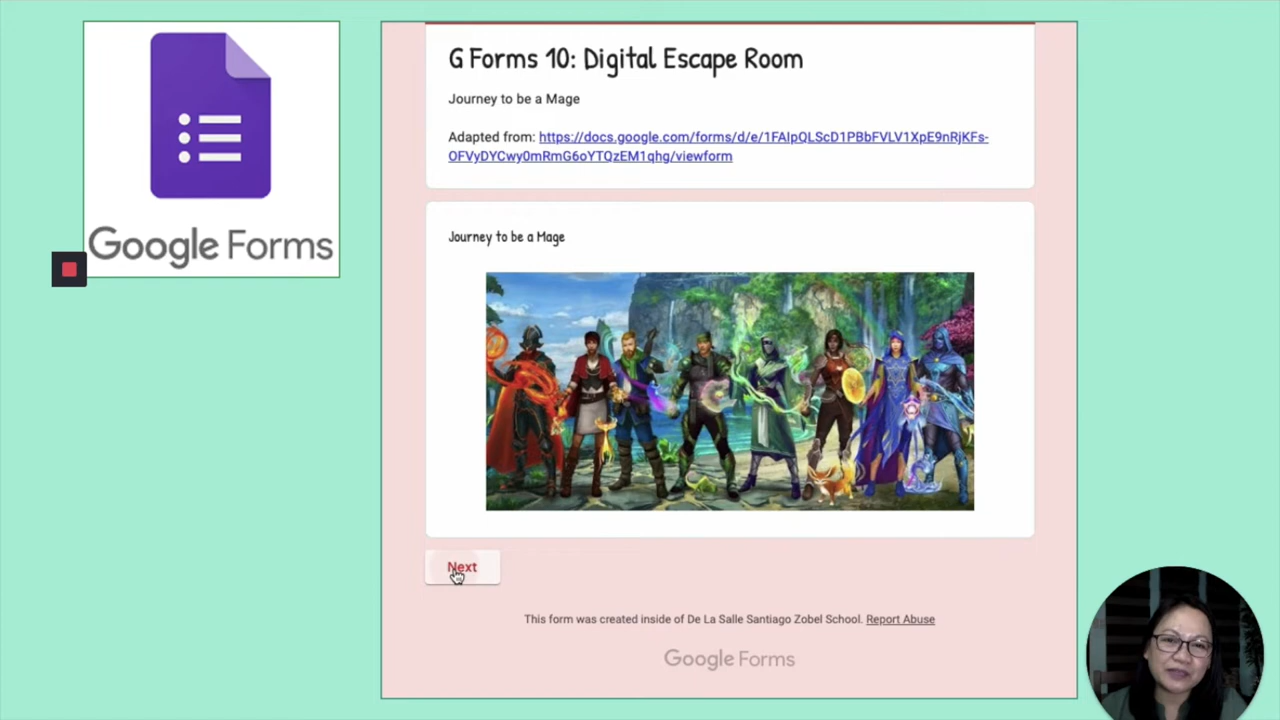 Google Forms
G Forms 10: Digital Escape Room
Journey to be a Mage
Adapted from: https://docs.google.com/forms/d/e/1FAIpQLScD1PBbFVLV1XpE9nRjKFs-
OFVyDYCwy0mRmG6oYTQzEM1qhg/viewform
Journey to be a Mage
Next
This form was created inside of De La Salle Santiago Zobel School. Report Abuse
Google Forms